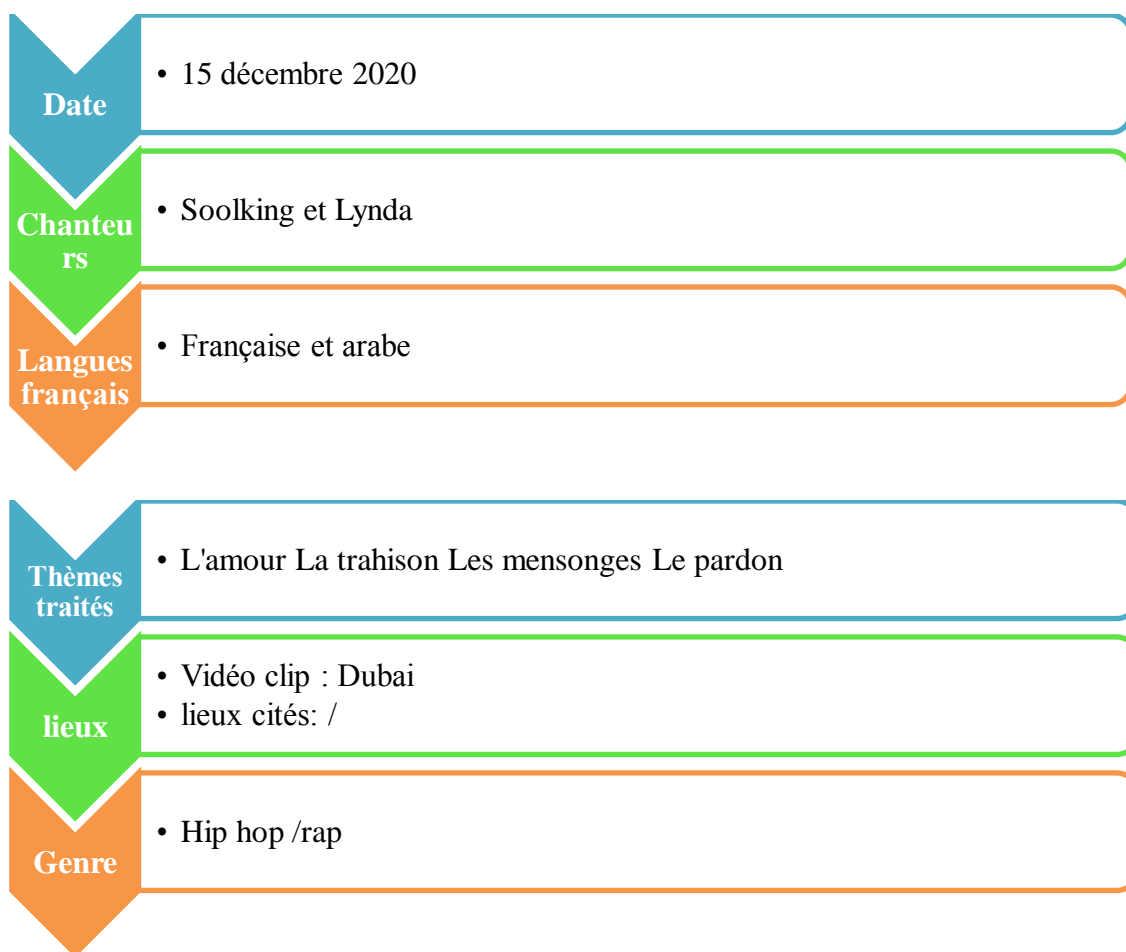 Date
• 15 décembre 2020
Chanteu
rs
• Soolking et Lynda
Langues
français
• Française et arabe
Thèmes
traités
• L'amour La trahison Les mensonges Le pardon
lieux
• Vidéo clip : Dubai
• lieux cités: /
Genre
• Hip hop /rap